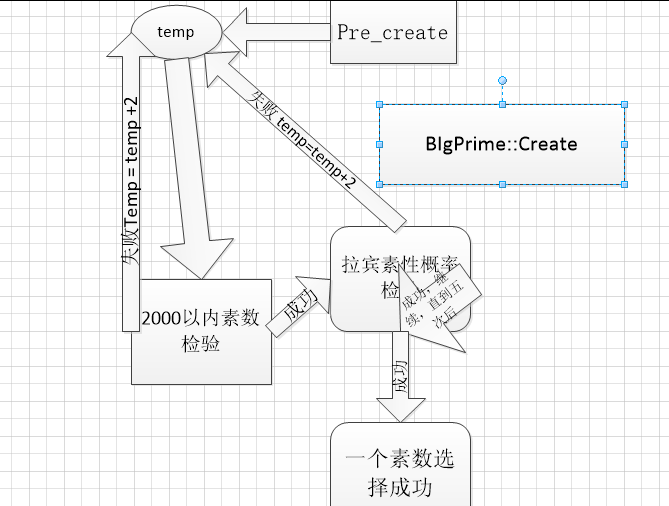 temp
Pre_create
失败 temp=temp+2
BIgPrime::Create
失败Temp = temp +2
2000以内素数
检验
成功
拉宾素性概率
检
成功，继
续，直到五
次后
成功
一个素数选
择成功